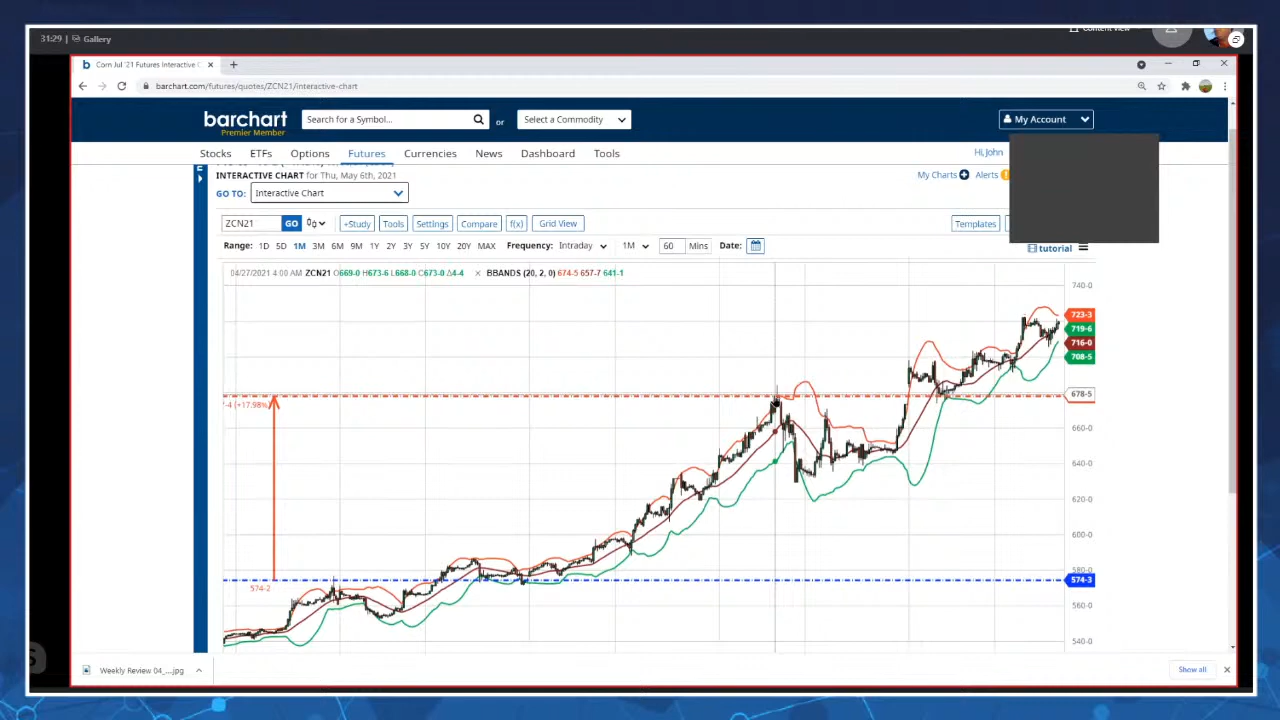 31:29 | Gallery
Content View
Corn Jul '21 Futures Interactive C
barchart.com/futures/quotes/ZCN21/interactive-chart
barchart
Premier Member
Search for a Symbol...
or
Select a Commodity
My Account
Stocks ETFs Options Futures Currencies News Dashboard Tools
Hi, John
INTERACTIVE CHART for Thu, May 6th, 2021
My Charts Alerts
GO TO: Interactive Chart
ZCN21 GO +Study Tools Settings Compare f(x) Grid View
Templates
Range: 1D 5D 1M 3M 6M 9M 1Y 2Y 3Y 5Y 10Y 20Y MAX Frequency: Intraday 1M 60 Mins Date:
tutorial
04/27/2021 4:00 AM ZCN21 O669-0 H673-6 L668-0 C673-0 Δ4-4 × BBANDS (20, 2, 0) 674-5 657-7 641-1
740-0
723-3
719-6
716-0
708-5
678-5
-4 (+17.98%)
660-0
640-0
620-0
600-0
580-0
574-3
574-2
560-0
540-0
Weekly Review 04_....jpg
Show all